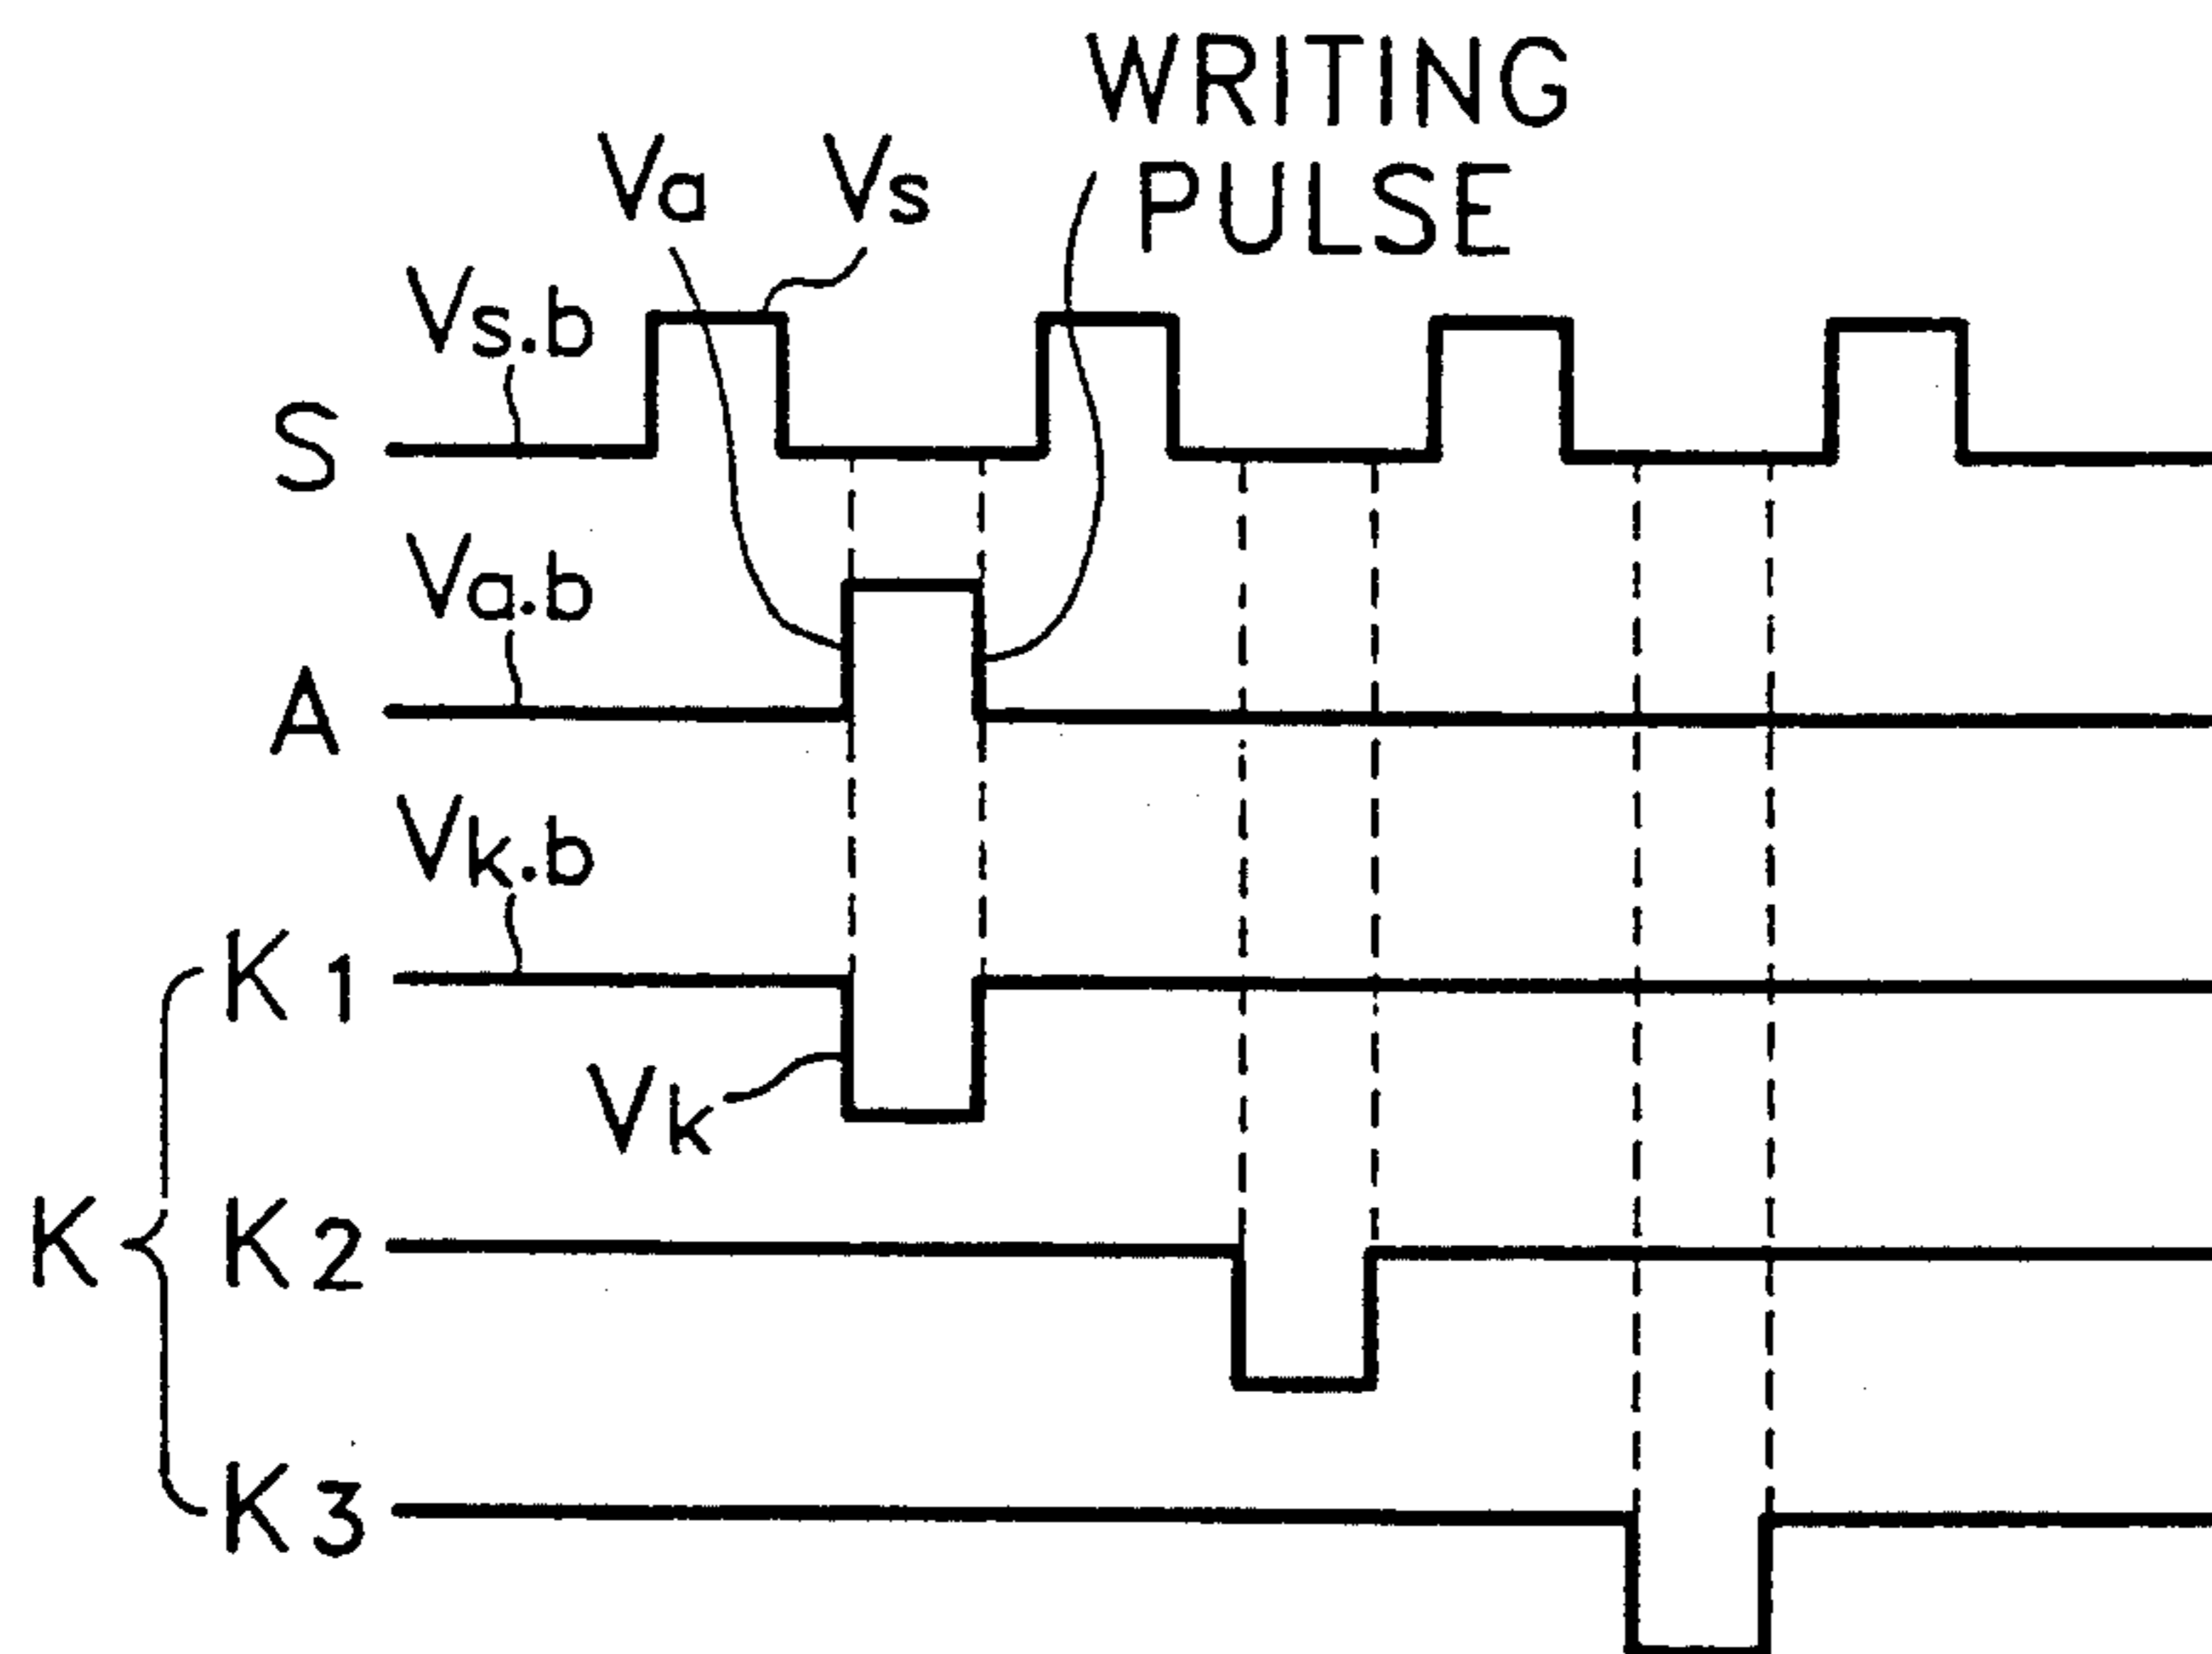 WRITING
PULSE
Va
Vs
Vs.b
S
Va.b
A
Vk.b
K1
Vk
K
K2
K3